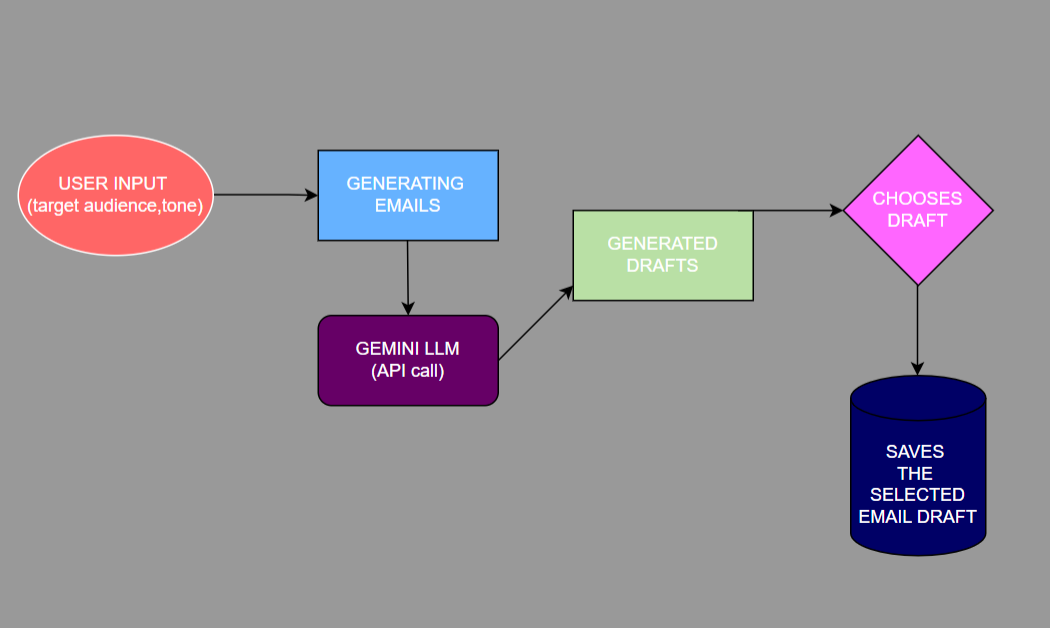 USER INPUT
(target audience,tone)
GENERATING
EMAILS
GEMINI LLM
(API call)
GENERATED
DRAFTS
CHOOSES
DRAFT
SAVES
THE
SELECTED
EMAIL DRAFT